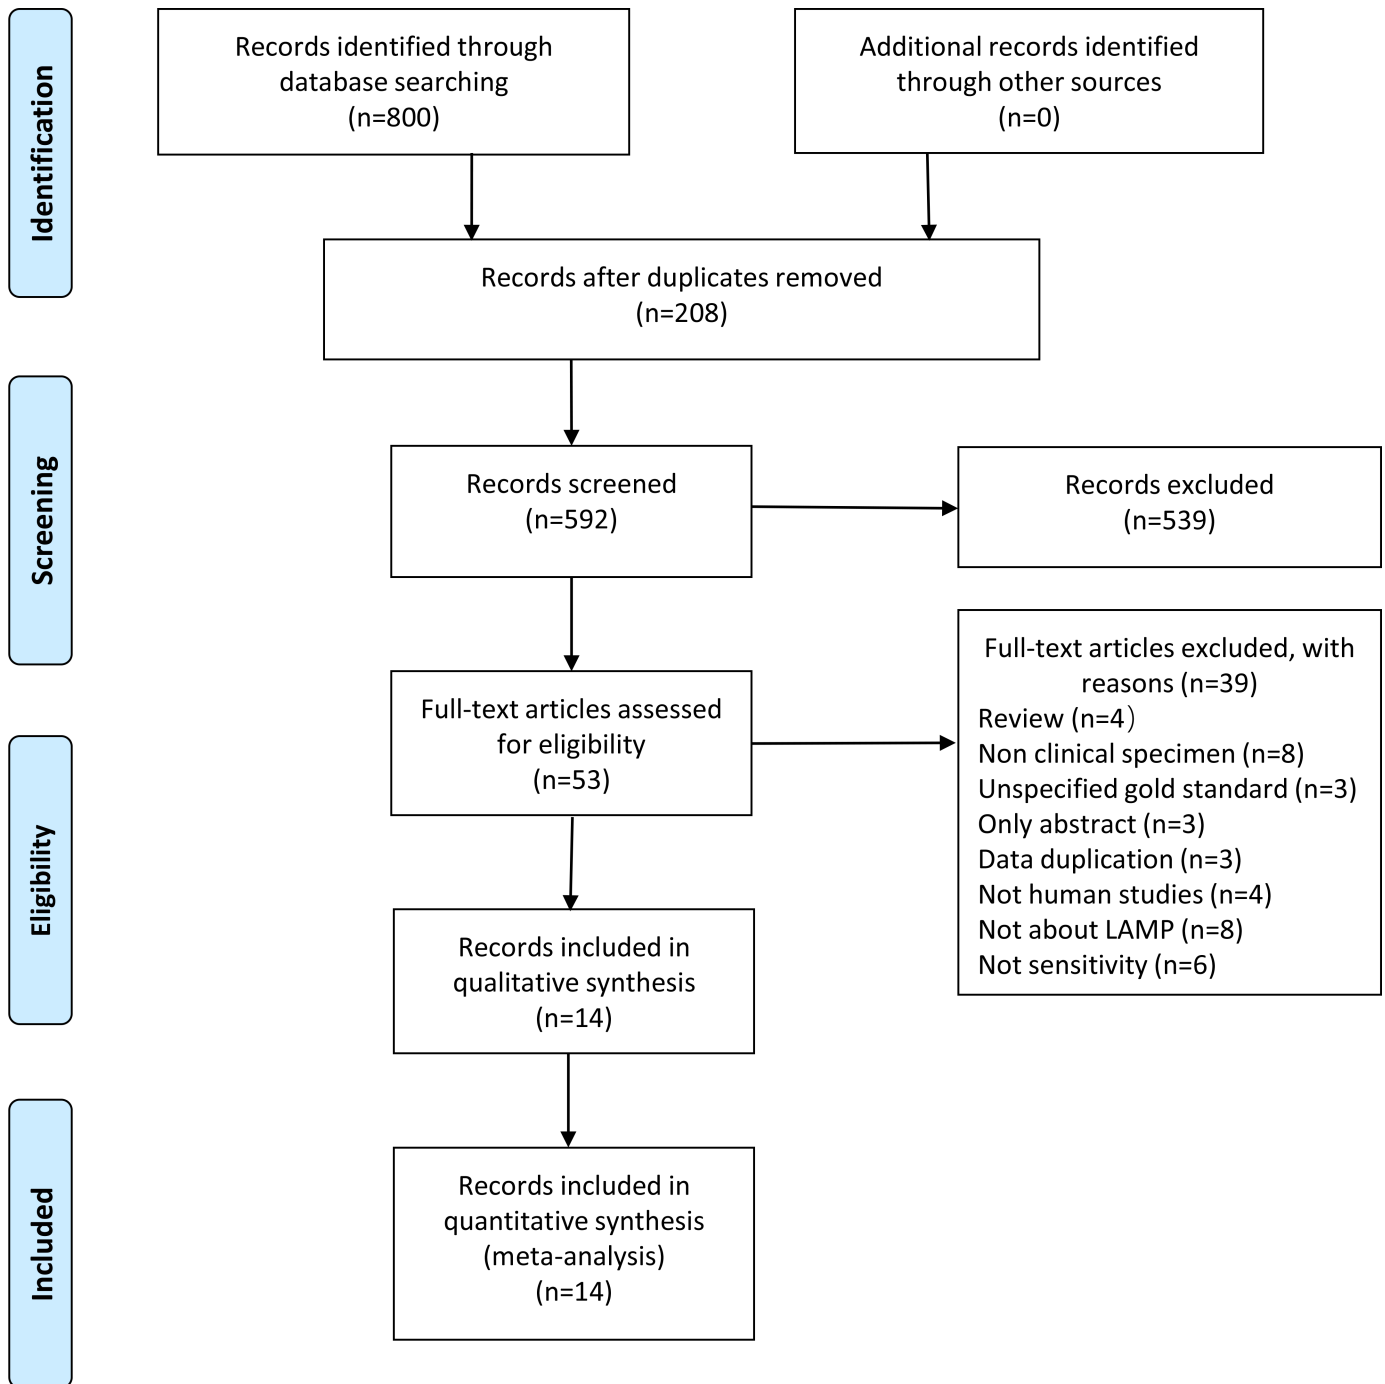 Identification
Records identified through
database searching
(n=800)
Additional records identified
through other sources
(n=0)
Records after duplicates removed
(n=208)
Screening
Records screened
(n=592)
Records excluded
(n=539)
Eligibility
Full-text articles assessed
for eligibility
(n=53)
Full-text articles excluded, with
reasons (n=39)
Review (n=4）
Non clinical specimen (n=8)
Unspecified gold standard (n=3)
Only abstract (n=3)
Data duplication (n=3)
Not human studies (n=4)
Not about LAMP (n=8)
Not sensitivity (n=6)
Records included in
qualitative synthesis
(n=14)
Included
Records included in
quantitative synthesis
(meta-analysis)
(n=14)